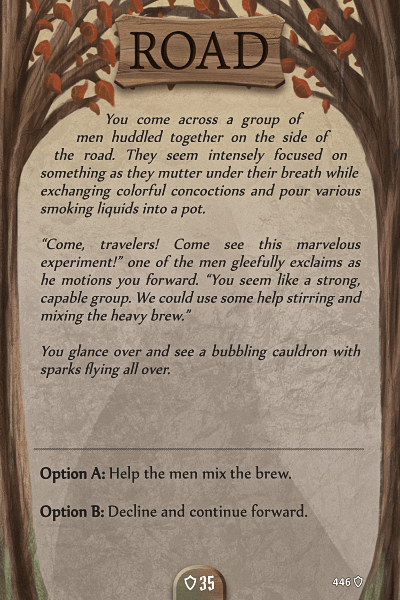 ROAD
You come across a group of
men huddled together on the side of
the road. They seem intensely focused on
something as they mutter under their breath while
exchanging colorful concoctions and pour various
smoking liquids into a pot.
“Come, travelers! Come see this marvelous
experiment!” one of the men gleefully exclaims as
he motions you forward. “You seem like a strong,
capable group. We could use some help stirring and
mixing the heavy brew.”
You glance over and see a bubbling cauldron with
sparks flying all over.
Option A: Help the men mix the brew.
Option B: Decline and continue forward.
35
446